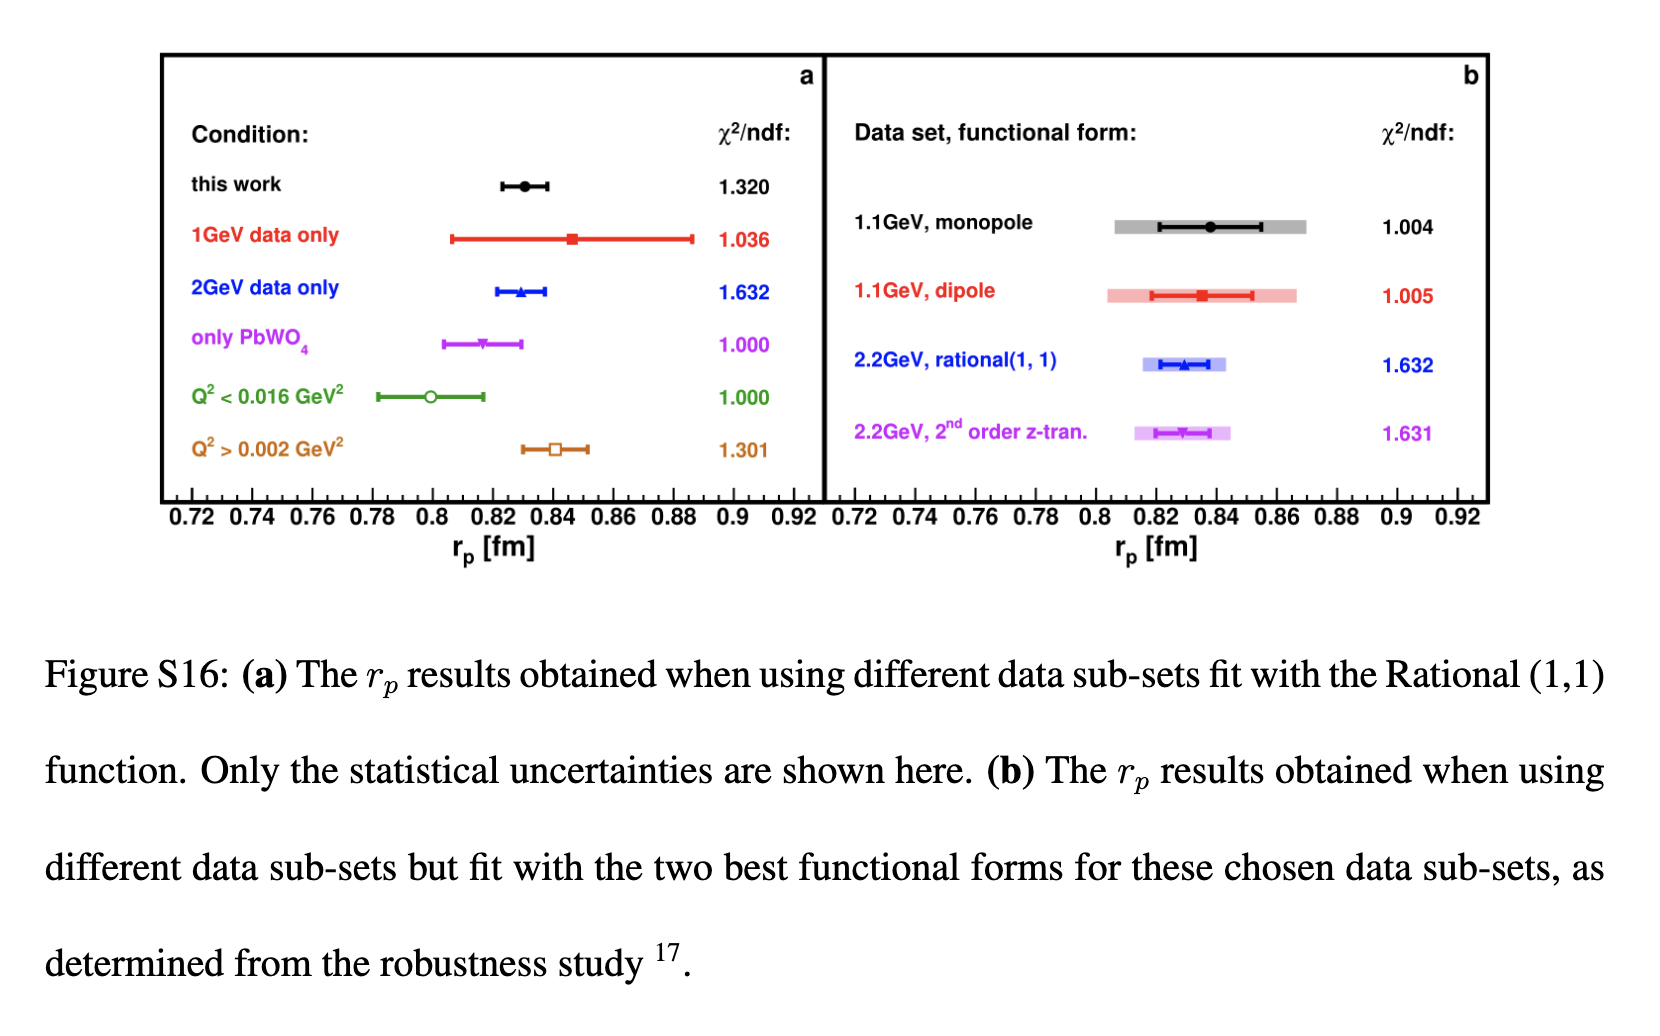 a
Condition: χ²/ndf:
this work 1.320
1GeV data only 1.036
2GeV data only 1.632
only PbWO₄ 1.000
Q² < 0.016 GeV² 1.000
Q² > 0.002 GeV² 1.301
0.72 0.74 0.76 0.78 0.8 0.82 0.84 0.86 0.88 0.9 0.92
rₚ [fm]
b
Data set, functional form: χ²/ndf:
1.1GeV, monopole 1.004
1.1GeV, dipole 1.005
2.2GeV, rational(1, 1) 1.632
2.2GeV, 2ⁿᵈ order z-tran. 1.631
0.72 0.74 0.76 0.78 0.8 0.82 0.84 0.86 0.88 0.9 0.92
rₚ [fm]
Figure S16: (a) The rₚ results obtained when using different data sub-sets fit with the Rational (1,1)
function. Only the statistical uncertainties are shown here. (b) The rₚ results obtained when using
different data sub-sets but fit with the two best functional forms for these chosen data sub-sets, as
determined from the robustness study ¹⁷.